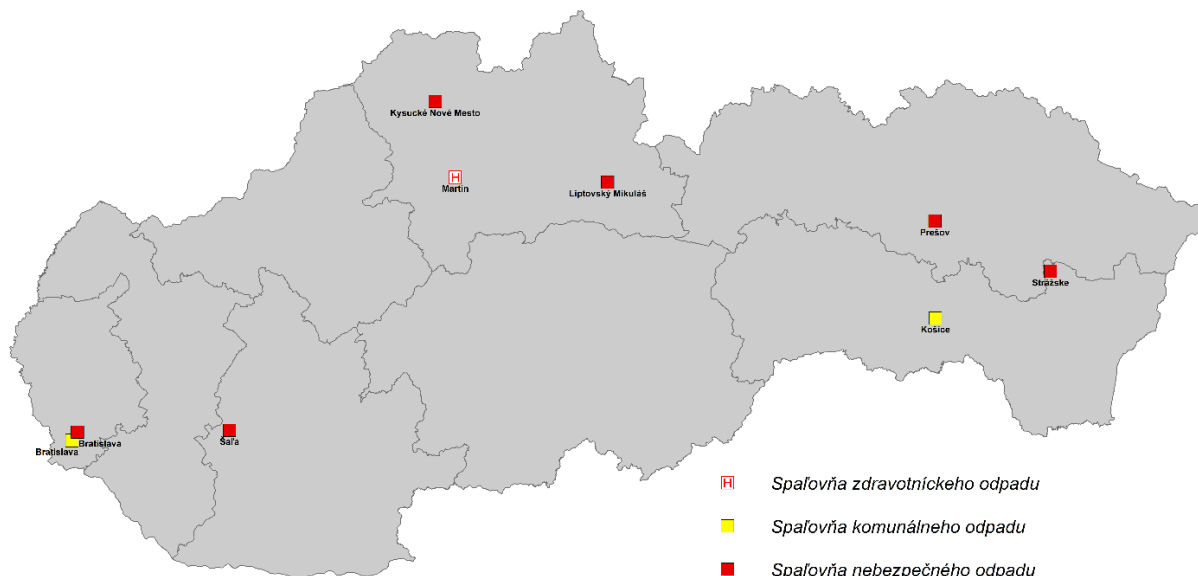 Kysucké Nové Mesto
H
Martin
Liptovský Mikuláš
Prešov
Strážske
Košice
Bratislava
Bratislava
Šaľa
H Spaľovňa zdravotníckeho odpadu
Spaľovňa komunálneho odpadu
Spaľovňa nebezpečného odpadu